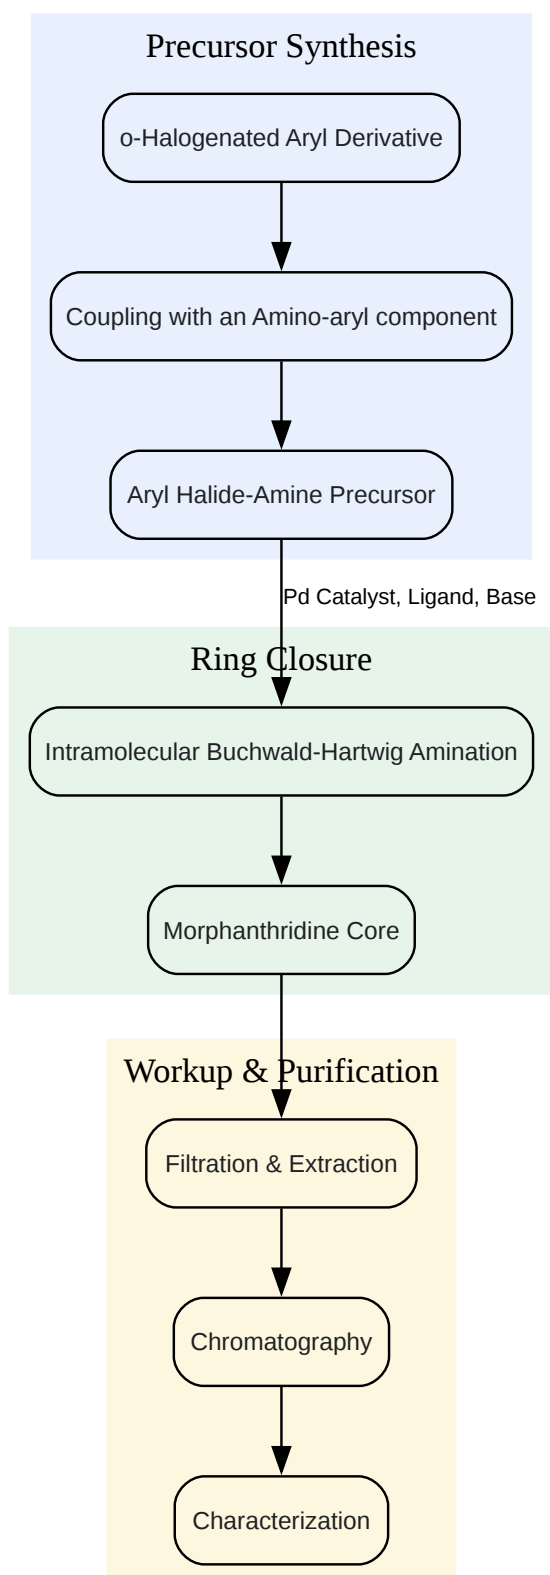 Precursor Synthesis
o-Halogenated Aryl Derivative
Coupling with an Amino-aryl component
Aryl Halide-Amine Precursor
Pd Catalyst, Ligand, Base
Ring Closure
Intramolecular Buchwald-Hartwig Amination
Morphanthridine Core
Workup & Purification
Filtration & Extraction
Chromatography
Characterization